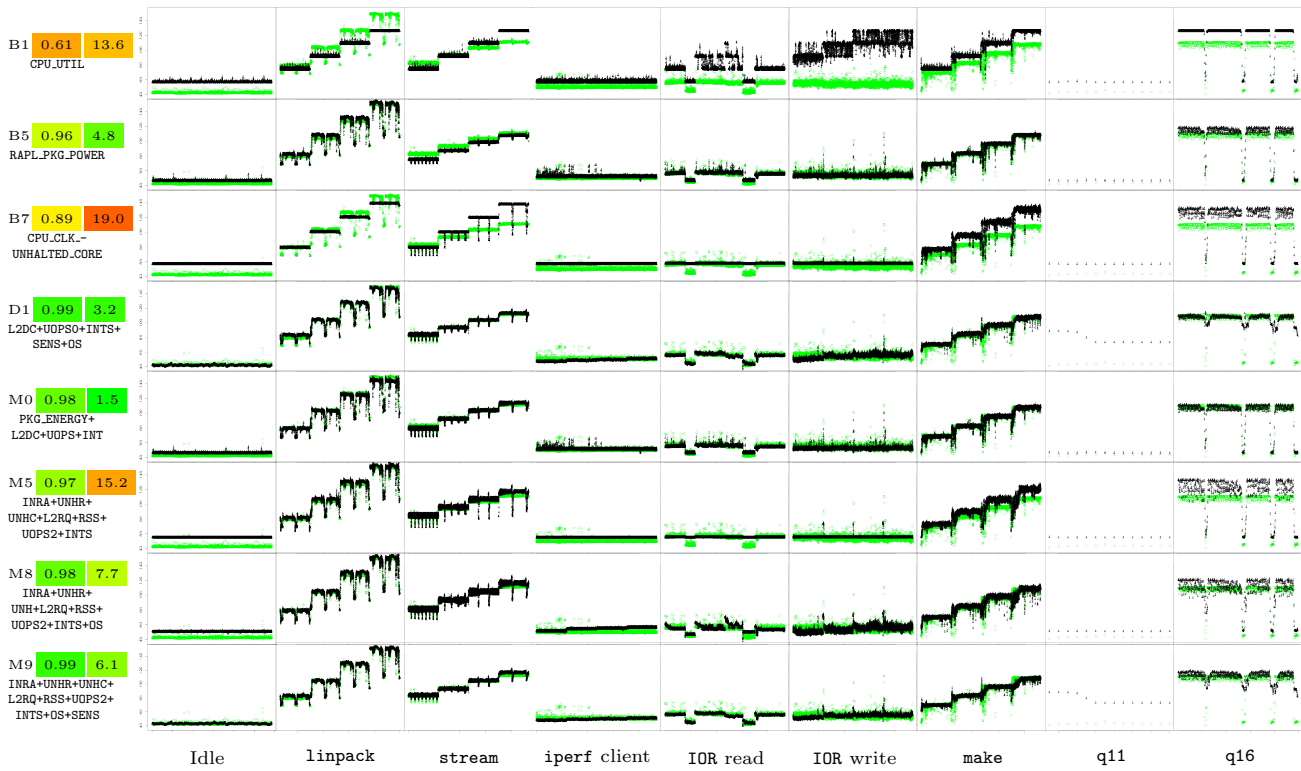 B1 0.61 13.6
CPU_UTIL
B5 0.96 4.8
RAPL_PKG_POWER
B7 0.89 19.0
CPU_CLK_-
UNHALTED_CORE
D1 0.99 3.2
L2DC+UOPS0+INTS+
SENS+OS
M0 0.98 1.5
PKG_ENERGY+
L2DC+UOPS+INT
M5 0.97 15.2
INRA+UNHR+
UNHC+L2RQ+RSS+
UOPS2+INTS
M8 0.98 7.7
INRA+UNHR+
UNH+L2RQ+RSS+
UOPS2+INTS+OS
M9 0.99 6.1
INRA+UNHR+UNHC+
L2RQ+RSS+UOPS2+
INTS+OS+SENS
Idle linpack stream iperf client IOR read IOR write make q11 q16